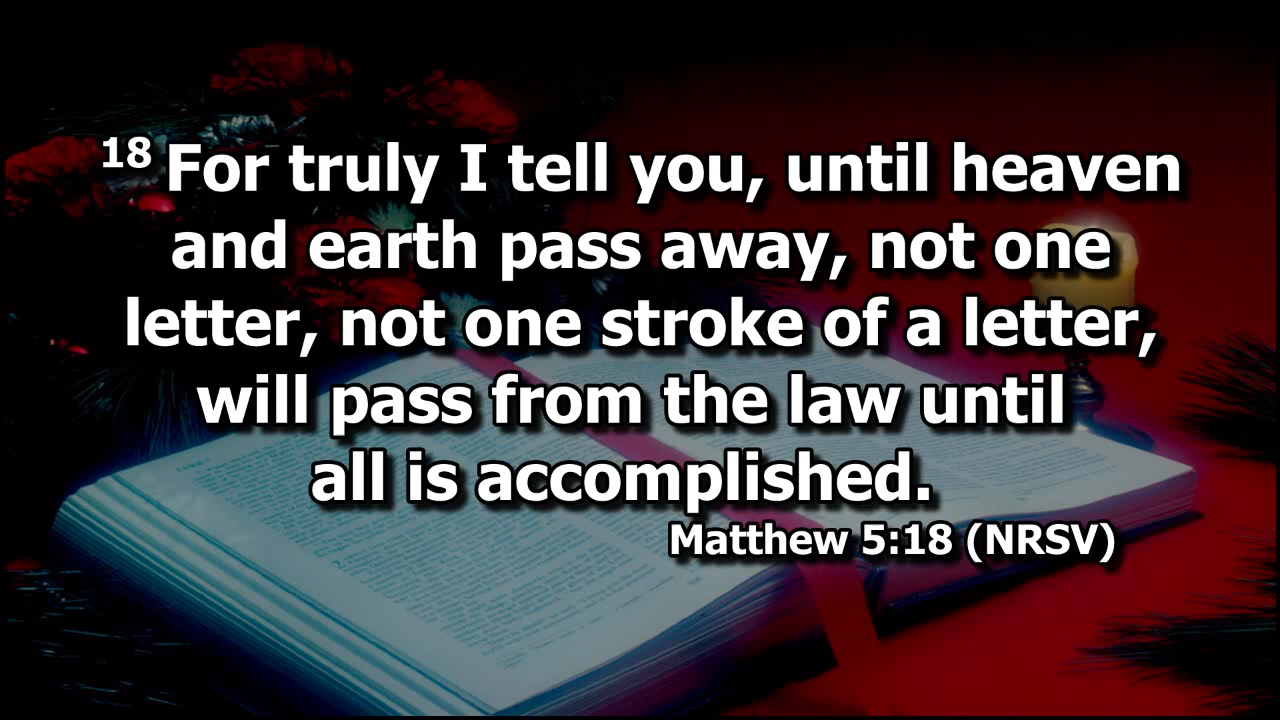 18 For truly I tell you, until heaven
and earth pass away, not one
letter, not one stroke of a letter,
will pass from the law until
all is accomplished.
Matthew 5:18 (NRSV)